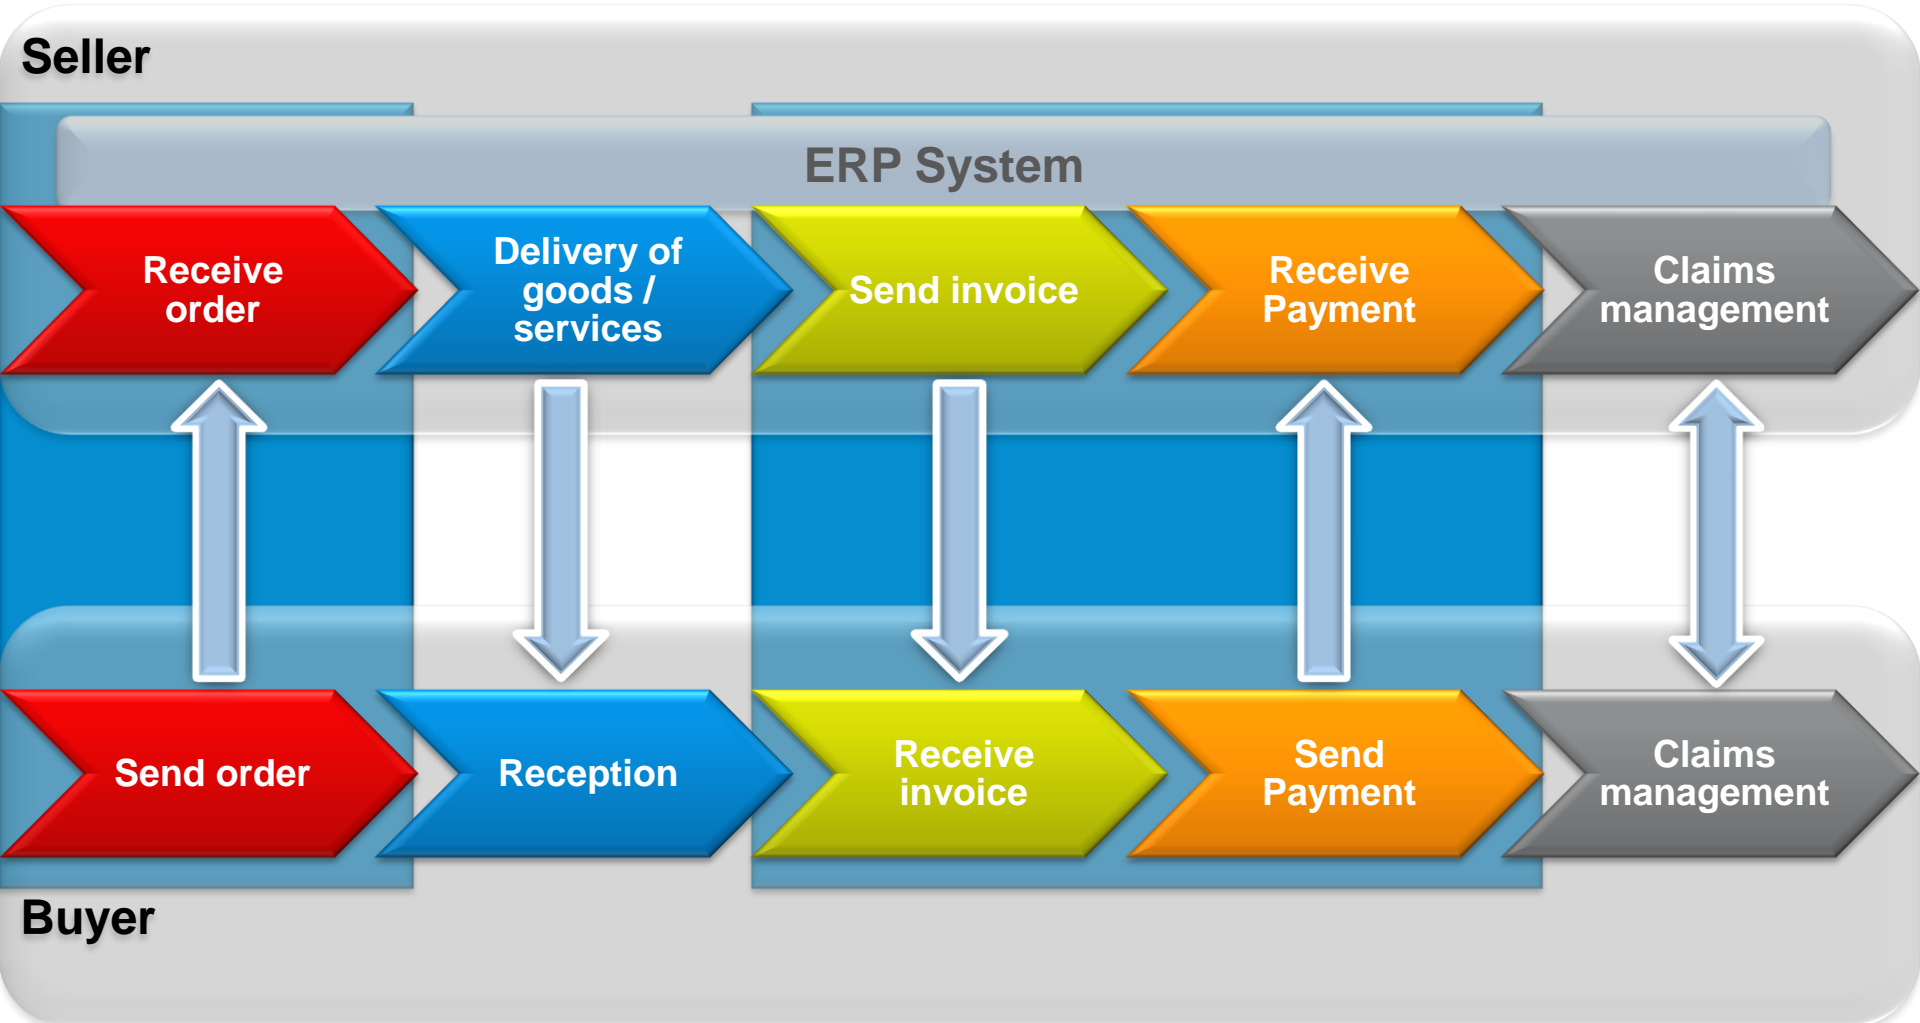 Seller
ERP System
Receive
order
Delivery of
goods /
services
Send invoice
Receive
Payment
Claims
management
Send order
Reception
Receive
invoice
Send
Payment
Claims
management
Buyer